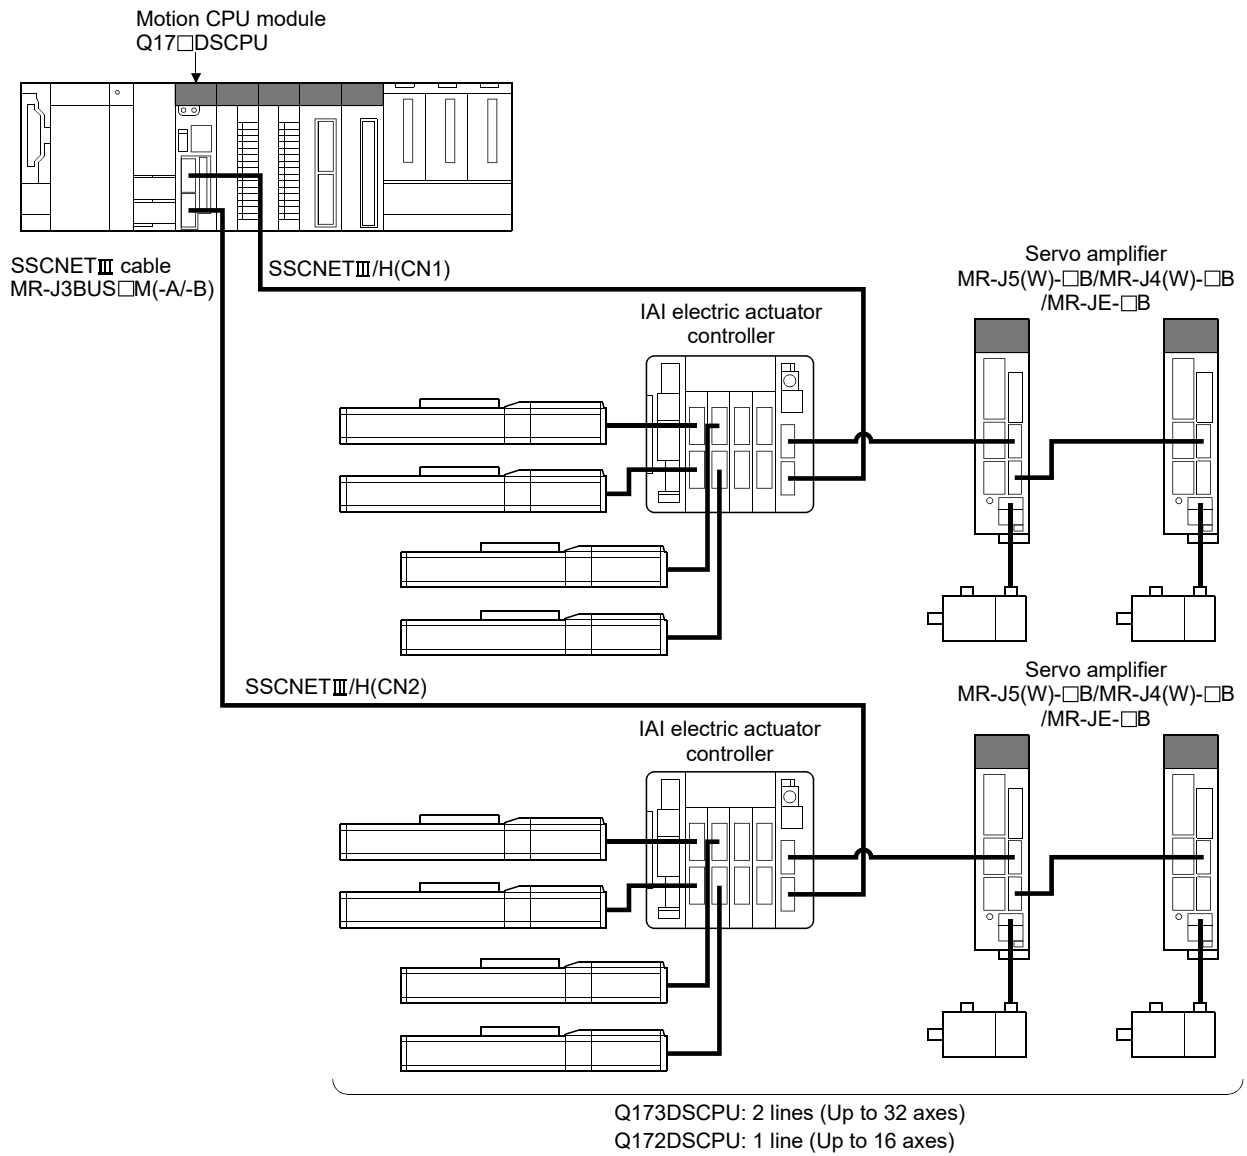 Motion CPU module
Q17□DSCPU
SSCNETⅢ cable
MR-J3BUS□M(-A/-B)
SSCNETⅢ/H(CN1)
Servo amplifier
MR-J5(W)-□B/MR-J4(W)-□B
/MR-JE-□B
IAI electric actuator
controller
SSCNETⅢ/H(CN2)
Servo amplifier
MR-J5(W)-□B/MR-J4(W)-□B
/MR-JE-□B
IAI electric actuator
controller
Q173DSCPU: 2 lines (Up to 32 axes)
Q172DSCPU: 1 line (Up to 16 axes)